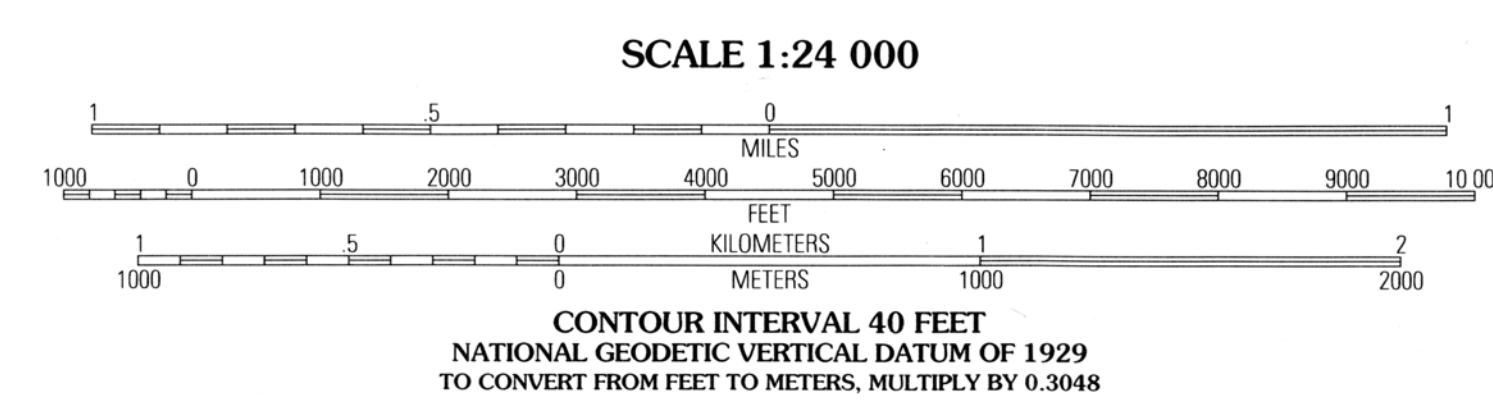 SCALE 1:24 000
1 .5 0 1
MILES
1000 0 1000 2000 3000 4000 5000 6000 7000 8000 9000 10 00
FEET
1 .5 0 KILOMETERS 1 2
1000 0 METERS 1000 2000
CONTOUR INTERVAL 40 FEET
NATIONAL GEODETIC VERTICAL DATUM OF 1929
TO CONVERT FROM FEET TO METERS, MULTIPLY BY 0.3048